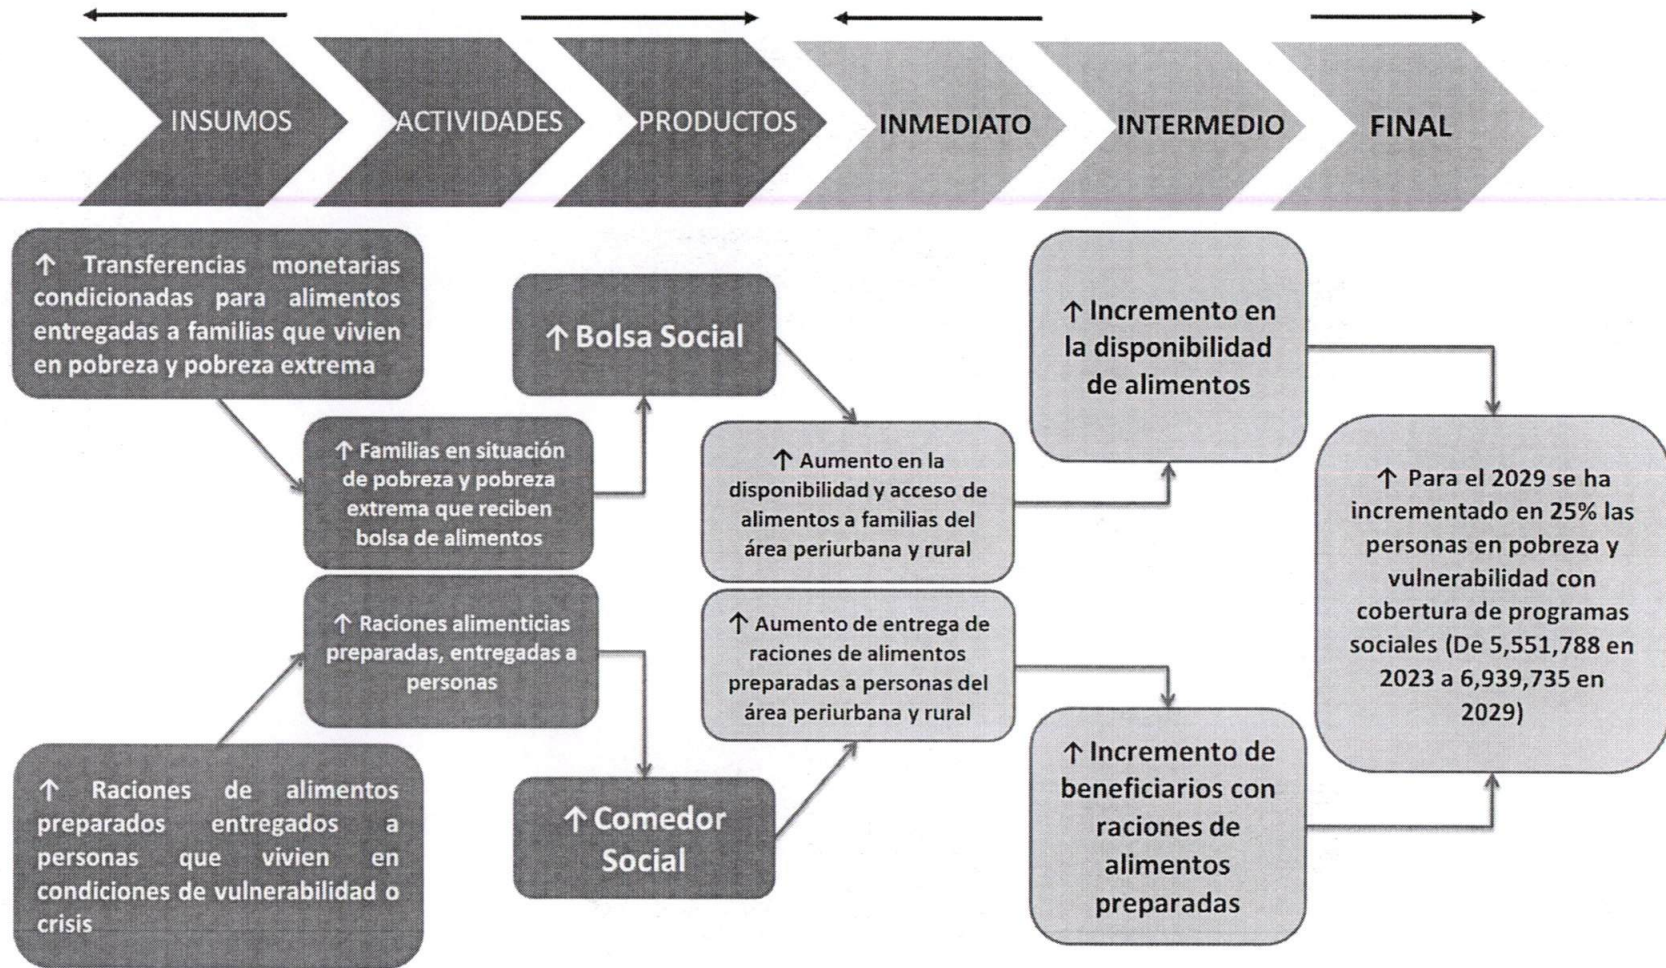 INSUMOS
ACTIVIDADES
PRODUCTOS
INMEDIATO
INTERMEDIO
FINAL
↑ Transferencias monetarias
condicionadas para alimentos
entregadas a familias que vivien
en pobreza y pobreza extrema
↑ Raciones de alimentos
preparados entregados a
personas que vivien en
condiciones de vulnerabilidad o
crisis
↑ Familias en situación
de pobreza y pobreza
extrema que reciben
bolsa de alimentos
↑ Raciones alimenticias
preparadas, entregadas a
personas
↑ Bolsa Social
↑ Comedor
Social
↑ Aumento en la
disponibilidad y acceso de
alimentos a familias del
área periurbana y rural
↑ Aumento de entrega de
raciones de alimentos
preparadas a personas del
área periurbana y rural
↑ Incremento en
la disponibilidad
de alimentos
↑ Incremento de
beneficiarios con
raciones de
alimentos
preparadas
↑ Para el 2029 se ha
incrementado en 25% las
personas en pobreza y
vulnerabilidad con
cobertura de programas
sociales (De 5,551,788 en
2023 a 6,939,735 en
2029)